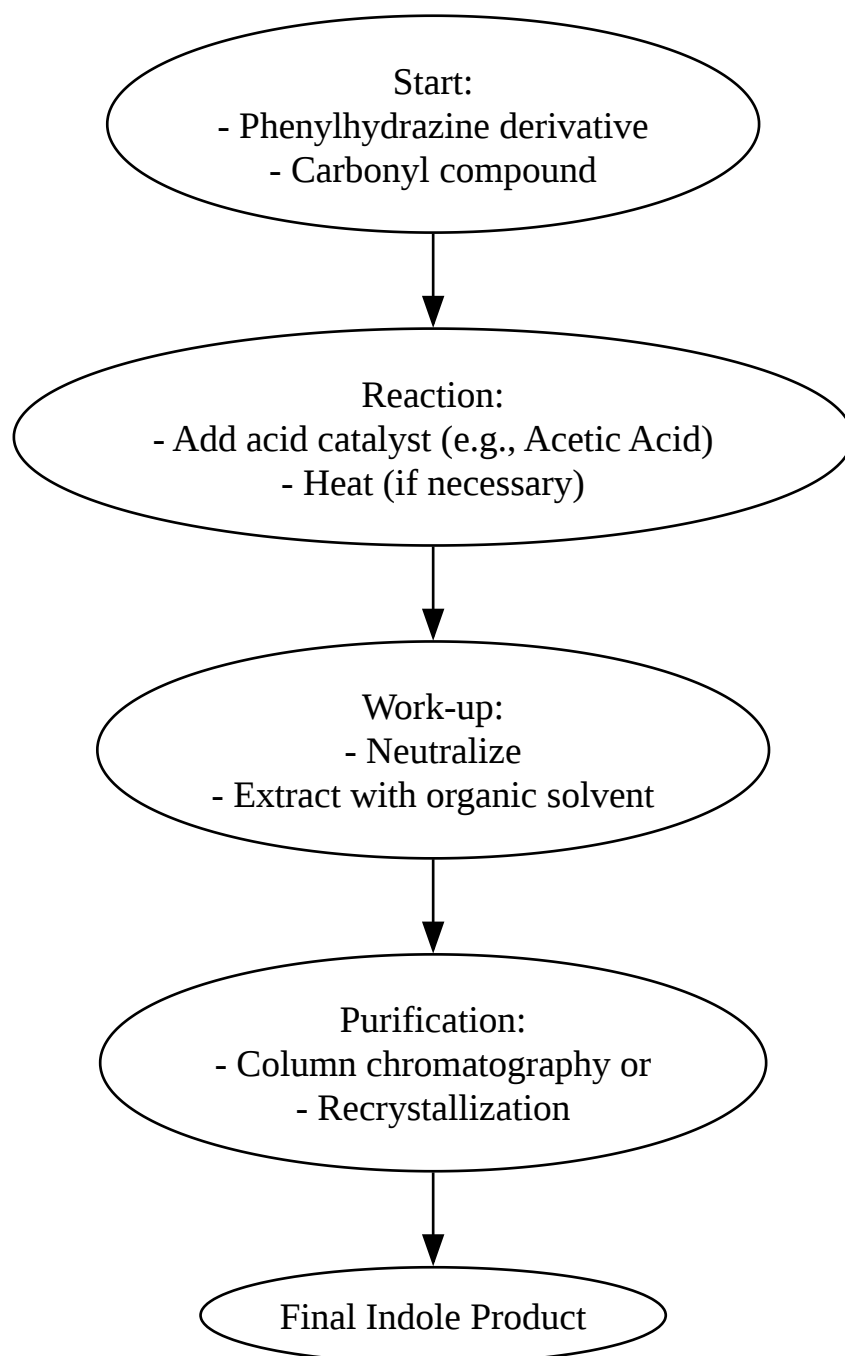 Start:
- Phenylhydrazine derivative
- Carbonyl compound
Reaction:
- Add acid catalyst (e.g., Acetic Acid)
- Heat (if necessary)
Work-up:
- Neutralize
- Extract with organic solvent
Purification:
- Column chromatography or
- Recrystallization
Final Indole Product